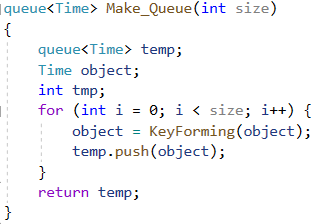 queue<Time> Make_Queue(int size)
{
queue<Time> temp;
Time object;
int tmp;
for (int i = 0; i < size; i++) {
object = KeyForming(object);
temp.push(object);
}
return temp;
}